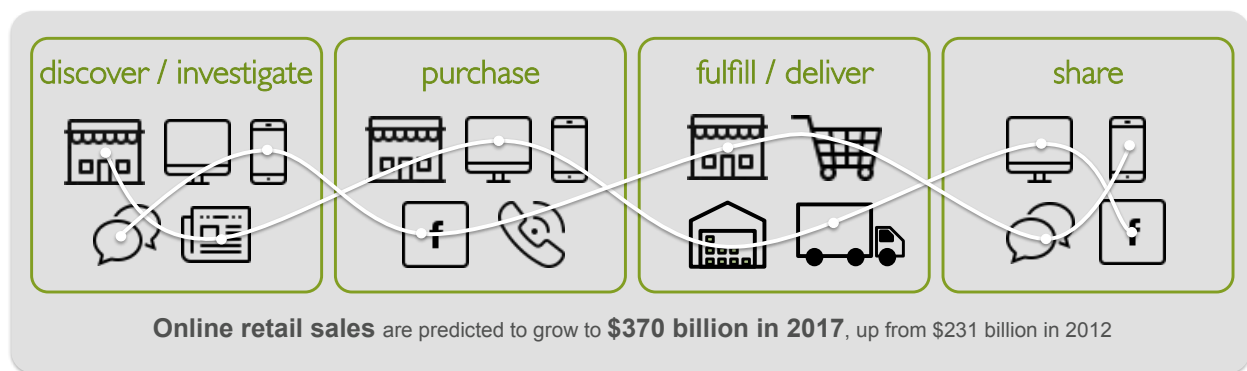 discover / investigate
purchase
fulfill / deliver
share
f
f
Online retail sales are predicted to grow to $370 billion in 2017, up from $231 billion in 2012